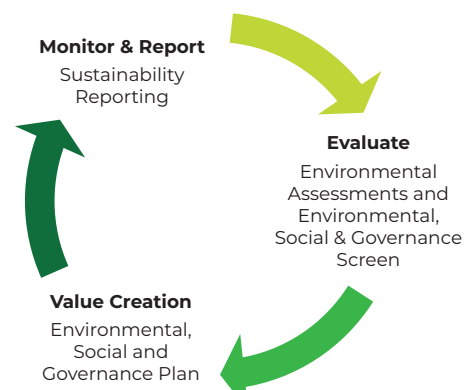 Monitor & Report
Sustainability
Reporting
Evaluate
Environmental
Assessments and
Environmental,
Social & Governance
Screen
Value Creation
Environmental,
Social and
Governance Plan